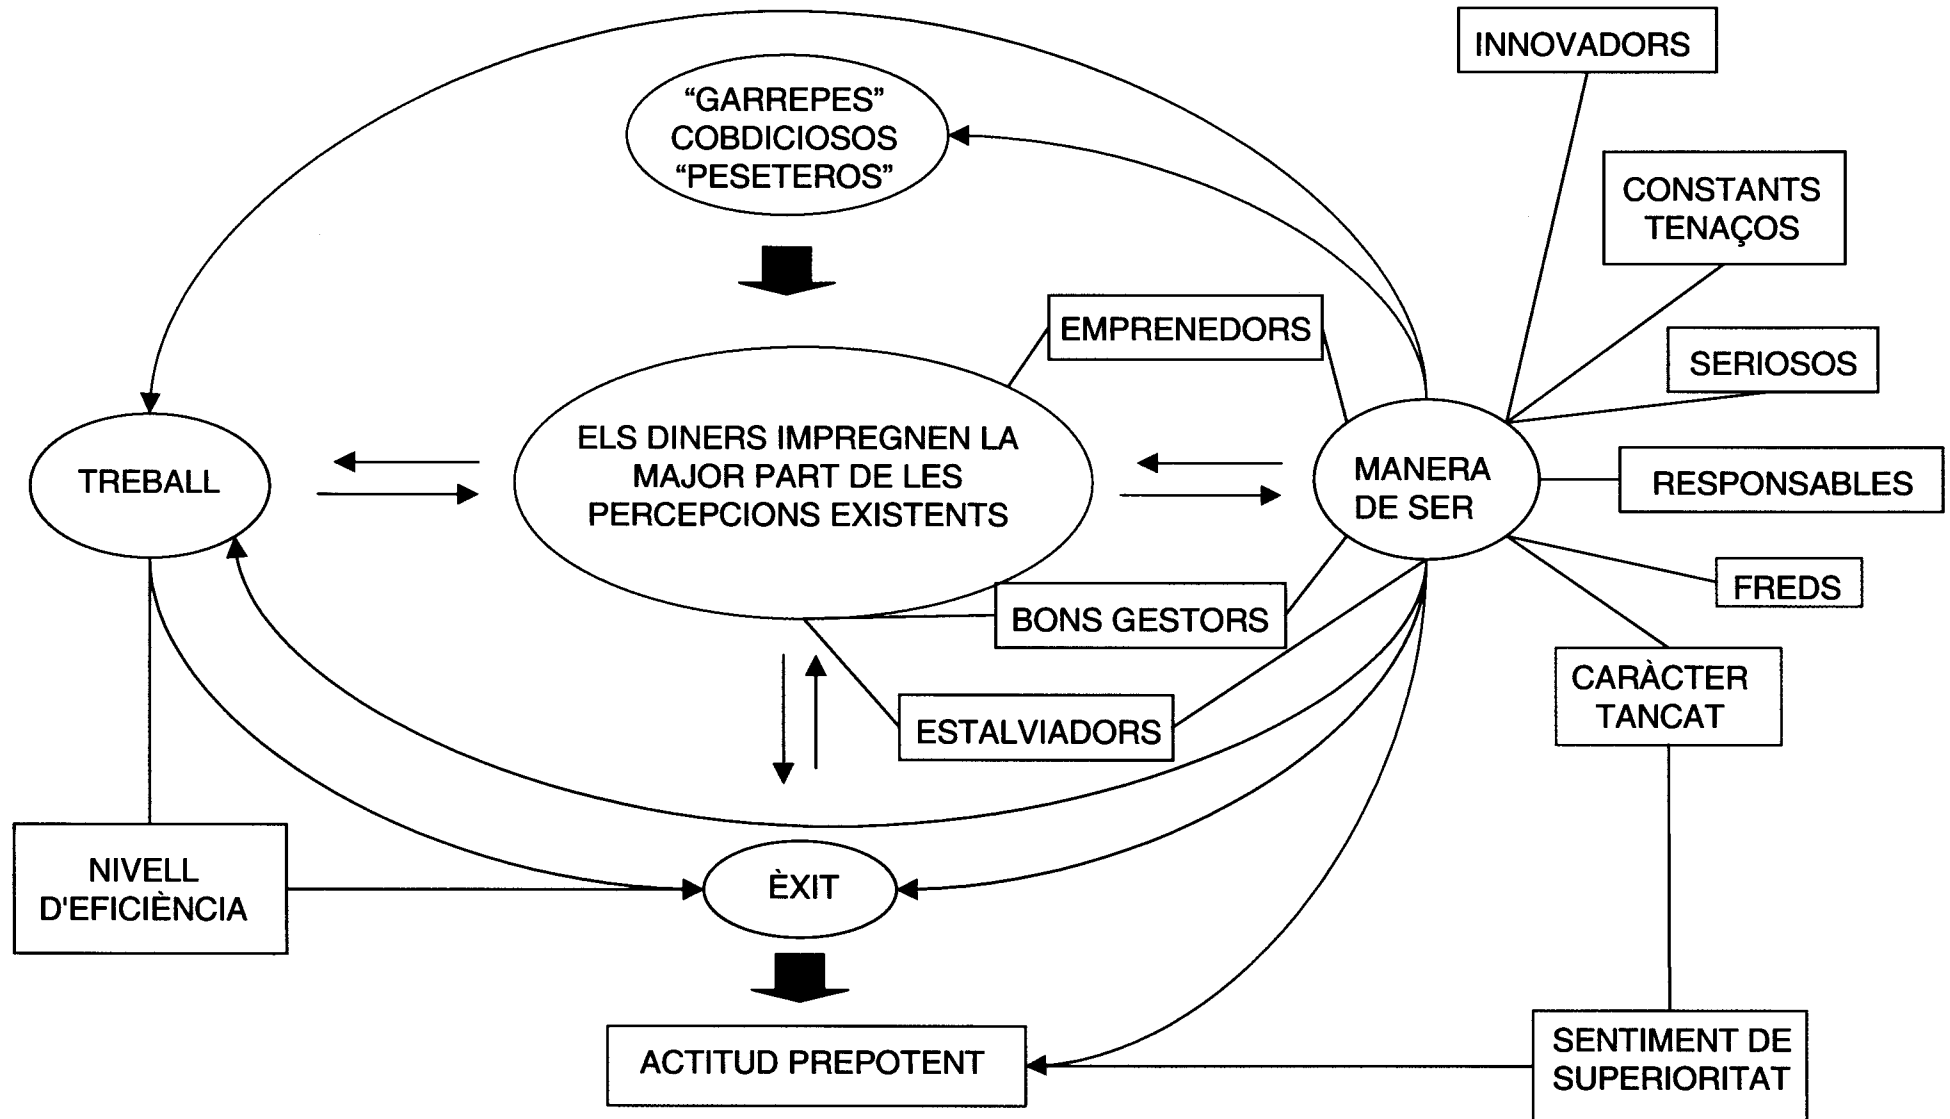 INNOVADORS
“GARREPES”
COBDICIOSOS
“PESETEROS”
CONSTANTS
TENAÇOS
EMPRENEDORS
SERIOSOS
ELS DINERS IMPREGNEN LA
MAJOR PART DE LES
PERCEPCIONS EXISTENTS
TREBALL
MANERA
DE SER
RESPONSABLES
FREDS
BONS GESTORS
CARÀCTER
TANCAT
ESTALVIADORS
NIVELL
D'EFICIÈNCIA
ÈXIT
ACTITUD PREPOTENT
SENTIMENT DE
SUPERIORITAT